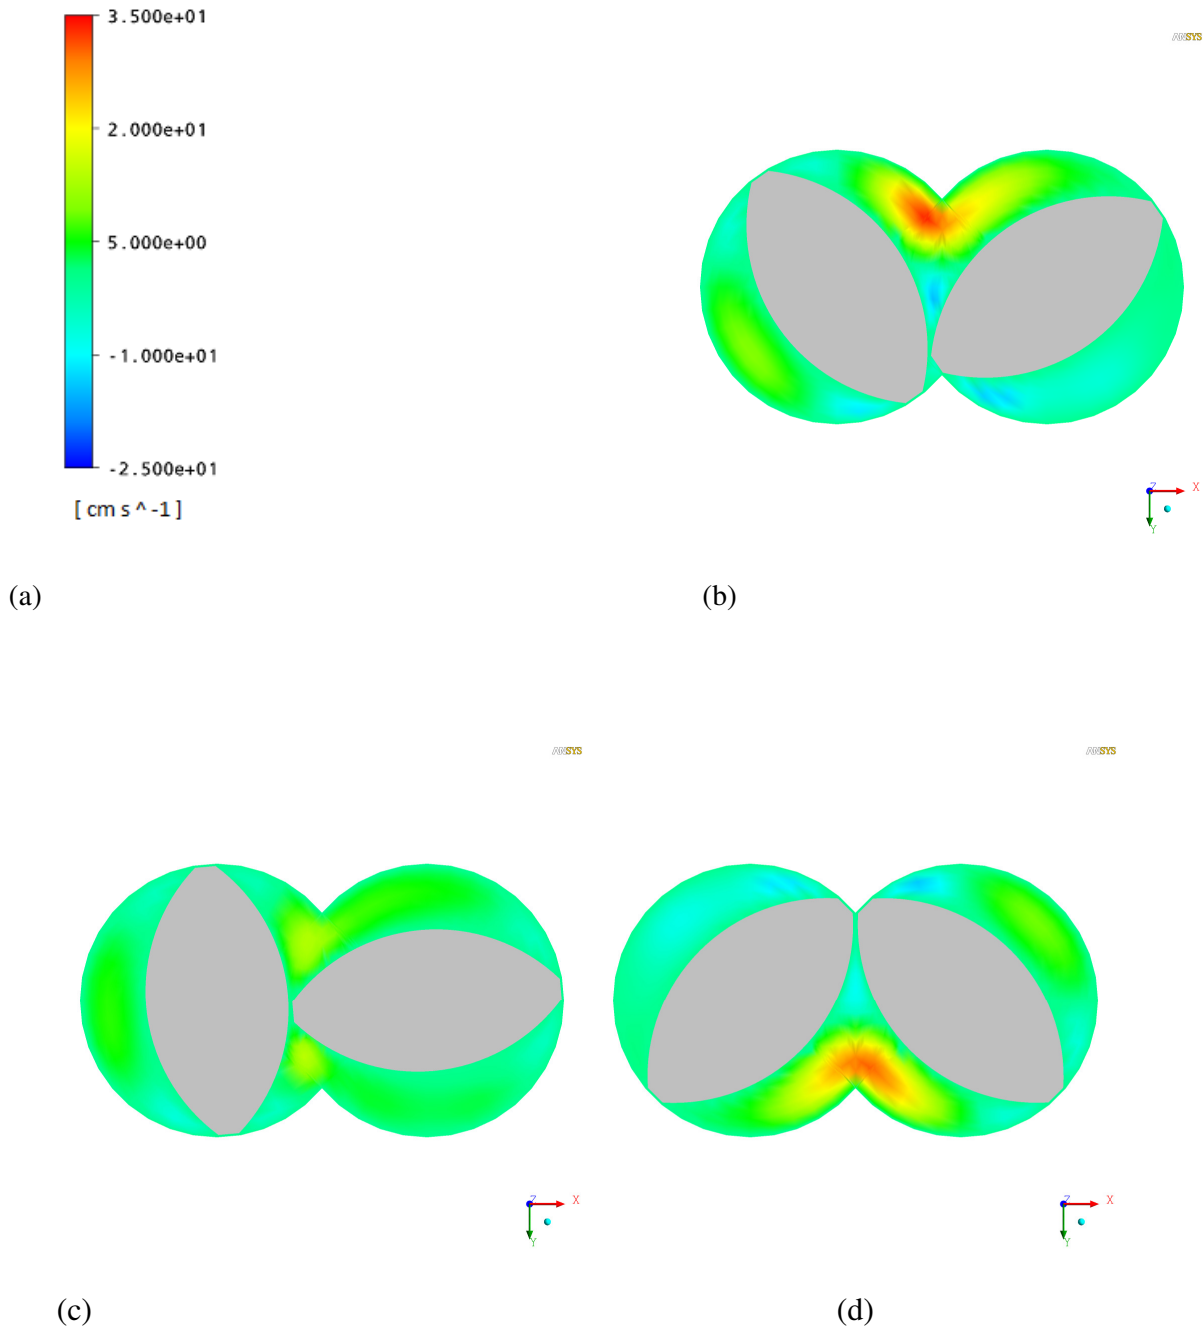 3.500e+01
2.000e+01
5.000e+00
-1.000e+01
-2.500e+01
[ cm s ^ -1 ]
ANSYS
Z X
Y
(a) (b)
ANSYS ANSYS
Z X Z X
Y Y
(c) (d)